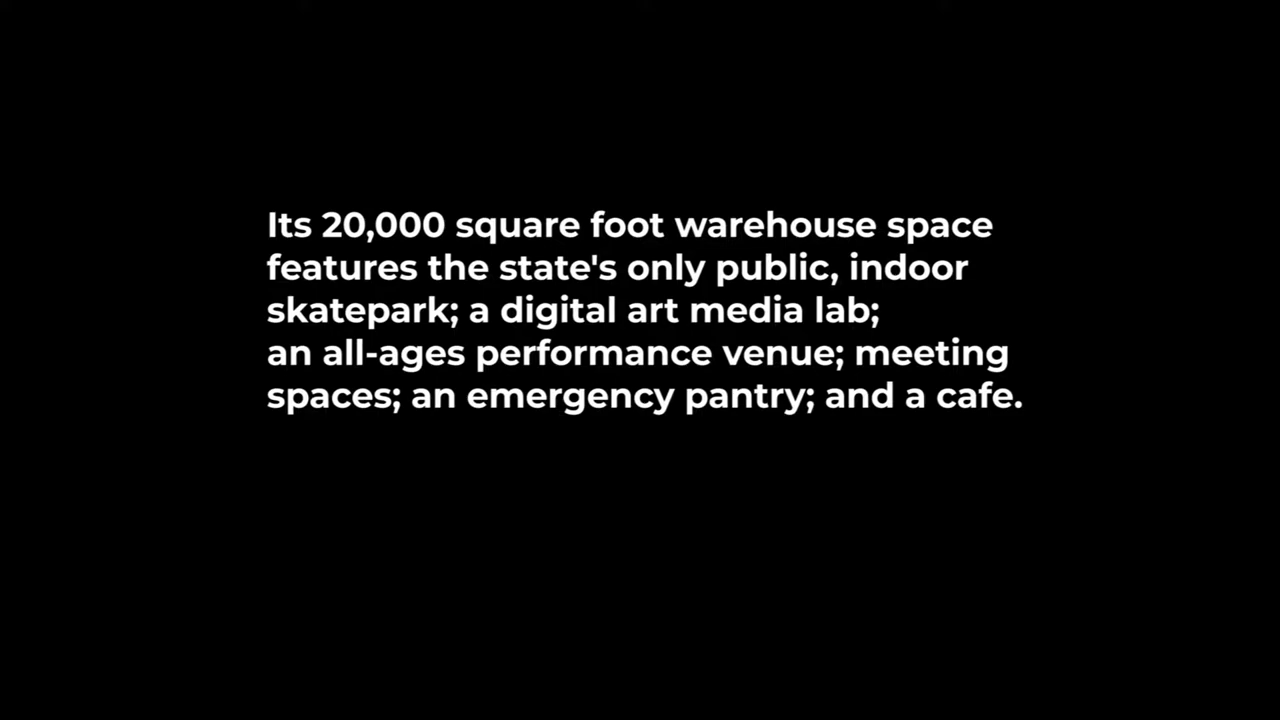 Its 20,000 square foot warehouse space
features the state's only public, indoor
skatepark; a digital art media lab;
an all-ages performance venue; meeting
spaces; an emergency pantry; and a cafe.